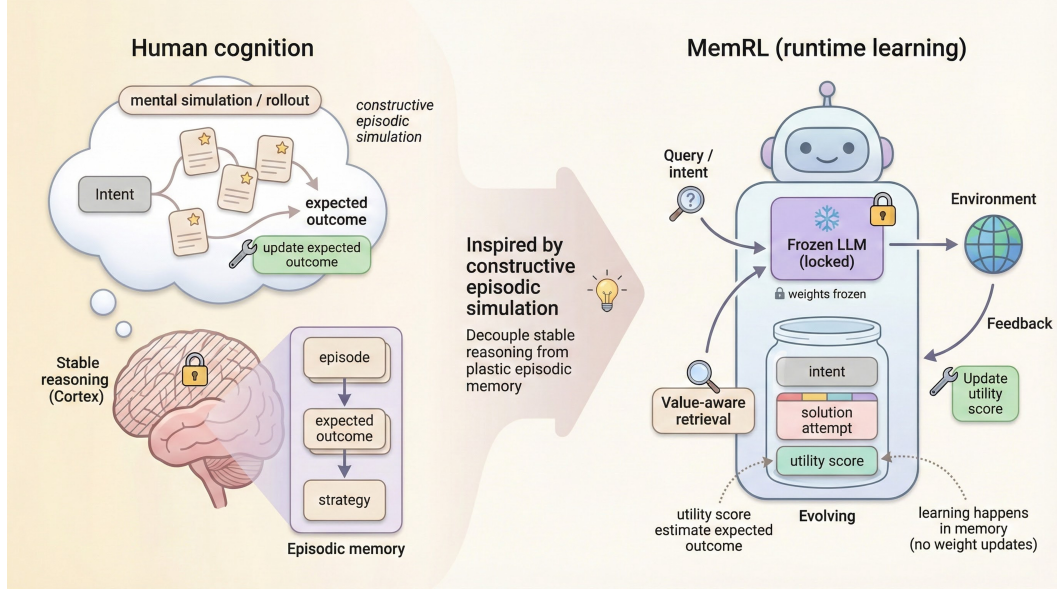 Human cognition
mental simulation / rollout
constructive
episodic
simulation
Intent
expected
outcome
update expected
outcome
Stable
reasoning
(Cortex)
episode
expected
outcome
strategy
Episodic memory
Inspired by
constructive
episodic
simulation
Decouple stable
reasoning from
plastic episodic
memory
MemRL (runtime learning)
Query /
intent
?
Frozen LLM
(locked)
weights frozen
Environment
Feedback
Value-aware
retrieval
intent
solution
attempt
utility score
Update
utility
score
utility score
estimate expected
outcome
Evolving
learning happens
in memory
(no weight updates)